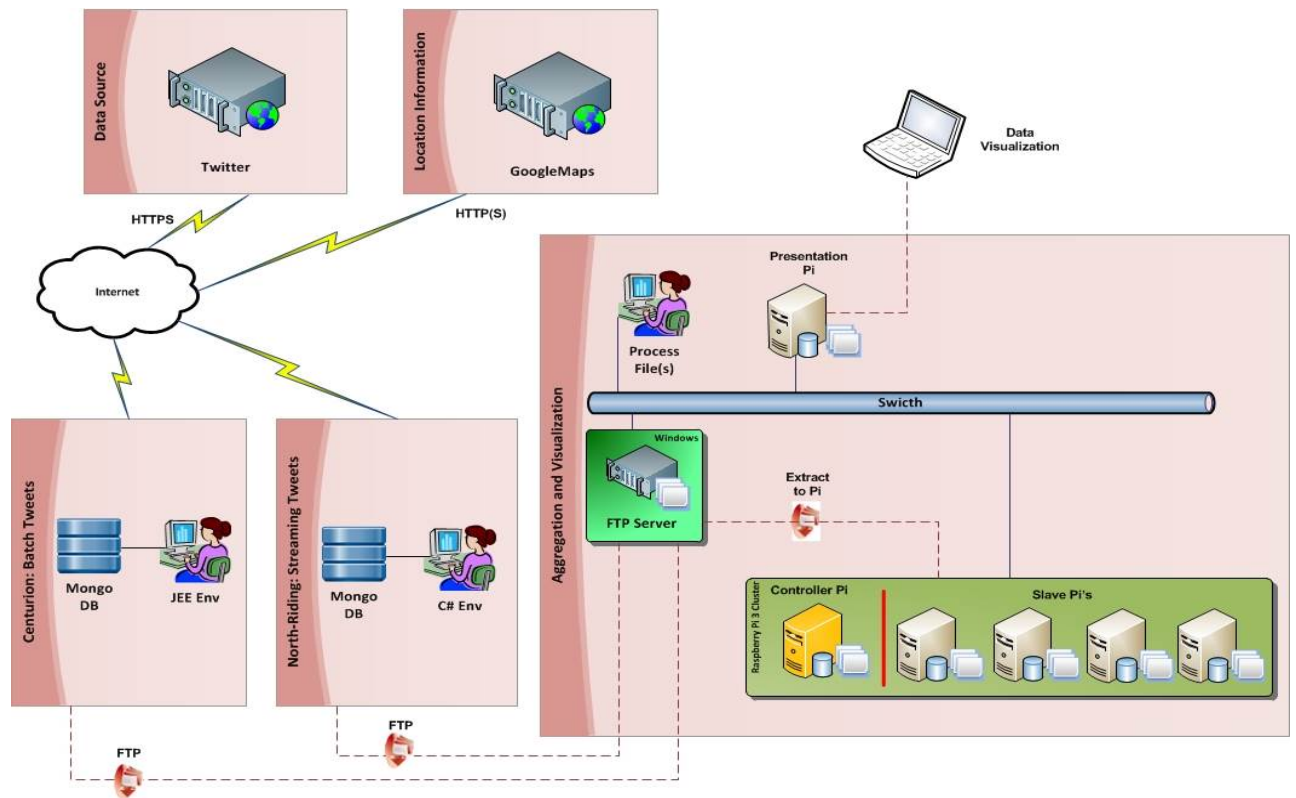 Data Source
Twitter
Location Information
GoogleMaps
HTTPS
HTTP(S)
Internet
Data
Visualization
Aggregation and Visualization
Process
File(s)
Presentation
Pi
Swicth
Windows
FTP Server
Extract
to Pi
Raspberry Pi 3 Cluster
Controller Pi
Slave Pi's
Centurion: Batch Tweets
Mongo
DB
JEE Env
North-Riding: Streaming Tweets
Mongo
DB
C# Env
FTP
FTP